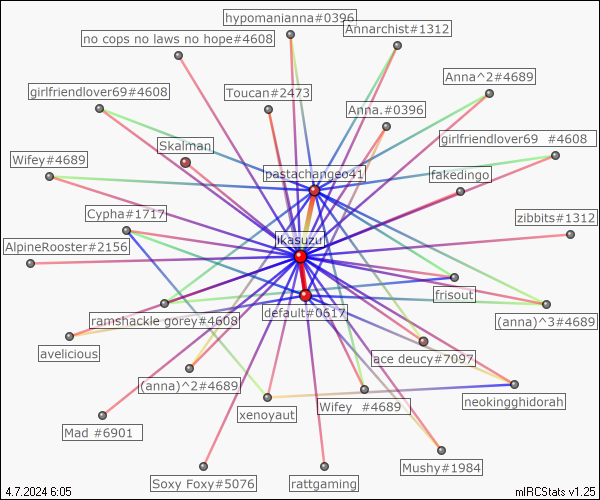 hypomanianna#0396
Annarchist#1312
no cops no laws no hope#4608
Anna^2#4689
girlfriendlover69#4608
Toucan#2473
Anna.#0396
girlfriendlover69 #4608
Skalman
Wifey#4689
pastachangeo41
fakedingo
Cypha#1717
zibbits#1312
ikasuzu
AlpineRooster#2156
frisout
ramshackle gorey#4608
default#0617
(anna)^3#4689
avelicious
ace deucy#7097
(anna)^2#4689
neokingghidorah
xenoyaut
Wifey #4689
Mad #6901
Mushy#1984
Soxy Foxy#5076
rattgaming
4.7.2024 6:05
mIRCStats v1.25